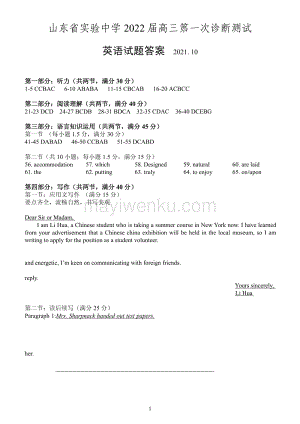 山东省实验中学 2022 届高三第一次诊断测试
英语试题答案 2021.10
第一部分：听力（共两节，满分 30 分）
1-5 CCBAC 6-10 ABABA 11-15 CBCAB 16-20 ACBCC
第二部分：阅读理解（共两节，满分 40 分）
21-23 DCD 24-27 BCDB 28-31 BCAB 32-35 CDAC 36-40 DCEBG
第三部分：语言知识运用（共两节，满分 45 分）
第一节（每小题 1.5 分，满分 30 分）
41-45 DABAD 46-50 CBBCC 51-55 DCABD
第二节（共 10 小题；每小题 1.5 分，满分 15 分）
56. accommodation 57. which 58. Designed 59. natural 60. are laid
61. the 62. putting 63. truly 64. to enjoy 65. on/upon
第四部分：写作（共两节，满分 40 分）
第一节：应用文写作 （满分 15 分）
要点齐全，流畅自然，书写美观
Dear Sir or Madam,
I am Li Hua, a Chinese student who is taking a summer course in New York now. I have
learned from your advertisement that a Chinese china exhibition will be held in the local museum, so I am
writing to apply for the position as a student volunteer.
mayiwenku.com
and energetic, I'm keen on communicating with foreign friends.
reply.
Yours sincerely,
Li Hua
第二节：读后续写（满分 25 分）
Paragraph 1:Mrs. Sharpnack handed out test papers.
her.
1